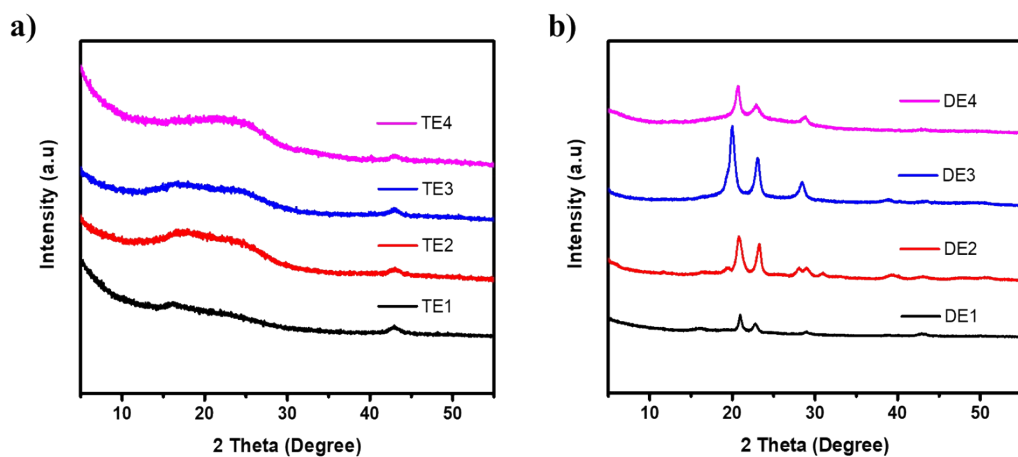 a)
Intensity (a.u)
TE4
TE3
TE2
TE1
10 20 30 40 50
2 Theta (Degree)
b)
Intensity (a.u)
DE4
DE3
DE2
DE1
10 20 30 40 50
2 Theta (Degree)